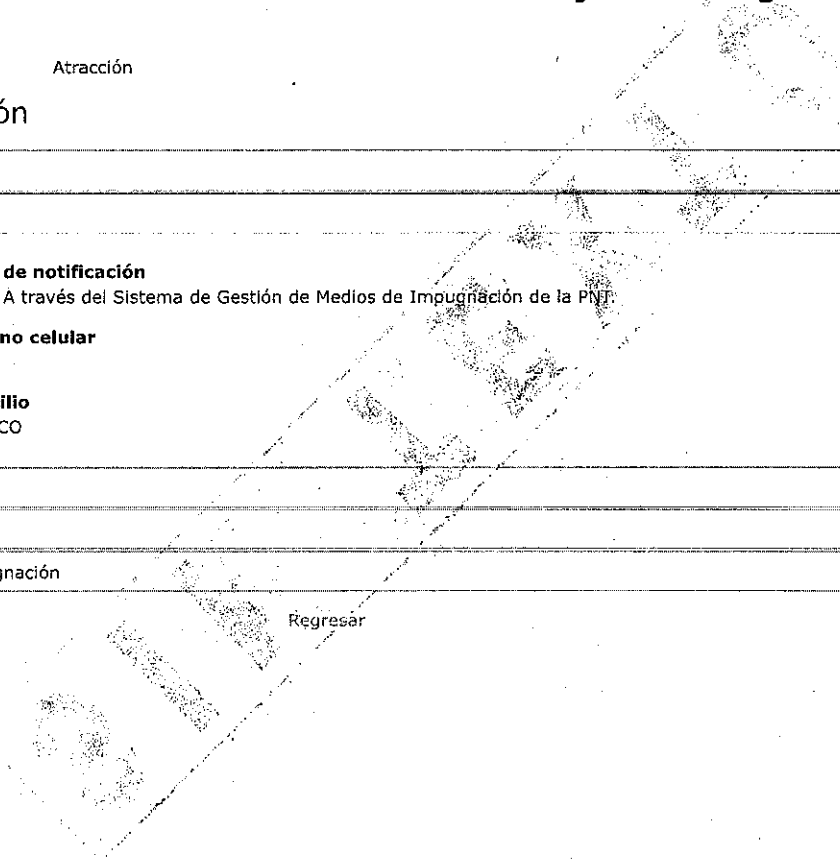 Atracción
ón
de notificación
A través del Sistema de Gestión de Medios de Impugnación de la PNT.
no celular
ilio
CO
gnación
Regresar